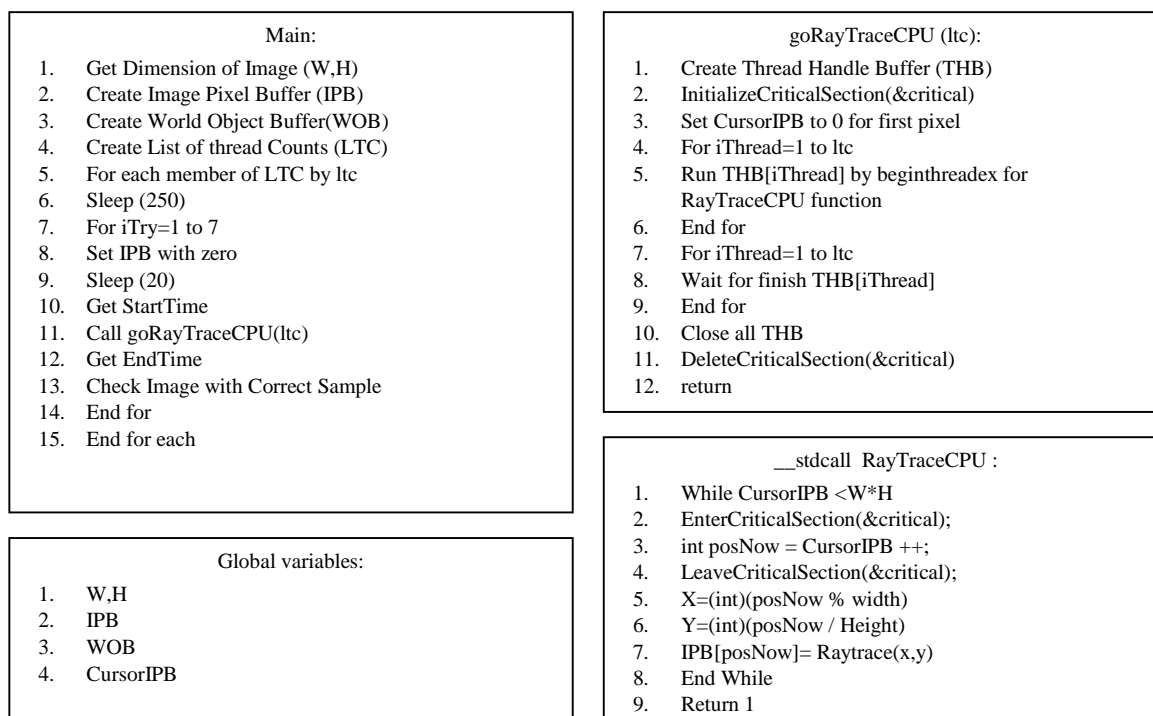 Main:
1. Get Dimension of Image (W,H)
2. Create Image Pixel Buffer (IPB)
3. Create World Object Buffer(WOB)
4. Create List of thread Counts (LTC)
5. For each member of LTC by ltc
6. Sleep (250)
7. For iTry=1 to 7
8. Set IPB with zero
9. Sleep (20)
10. Get StartTime
11. Call goRayTraceCPU(ltc)
12. Get EndTime
13. Check Image with Correct Sample
14. End for
15. End for each
Global variables:
1. W,H
2. IPB
3. WOB
4. CursorIPB
goRayTraceCPU (ltc):
1. Create Thread Handle Buffer (THB)
2. InitializeCriticalSection(&critical)
3. Set CursorIPB to 0 for first pixel
4. For iThread=1 to ltc
5. Run THB[iThread] by beginthreadex for
RayTraceCPU function
6. End for
7. For iThread=1 to ltc
8. Wait for finish THB[iThread]
9. End for
10. Close all THB
11. DeleteCriticalSection(&critical)
12. return
__stdcall RayTraceCPU :
1. While CursorIPB <W*H
2. EnterCriticalSection(&critical);
3. int posNow = CursorIPB ++;
4. LeaveCriticalSection(&critical);
5. X=(int)(posNow % width)
6. Y=(int)(posNow / Height)
7. IPB[posNow]= Raytrace(x,y)
8. End While
9. Return 1